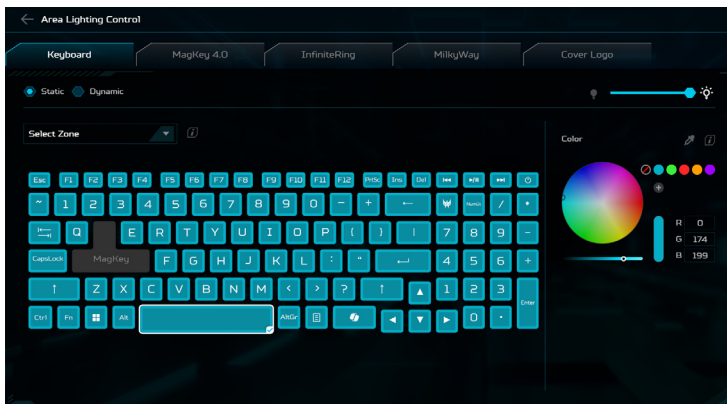 Area Lighting Control
Keyboard MagKey 4.0 InfiniteRing MilkyWay Cover Logo
Static Dynamic
Select Zone
Color
Esc F1 F2 F3 F4 F5 F6 F7 F8 F9 F10 F11 F12 PrtSc Ins Del
~ 1 2 3 4 5 6 7 8 9 0 - + NumLk / *
Q E R T Y U I O P { } | 7 8 9 -
CapsLock MagKey F G H J K L : " 4 5 6 +
Z X C V B N M < > ? 1 2 3 Enter
Ctrl Fn Alt AltGr 0 .
R 0
G 174
B 199